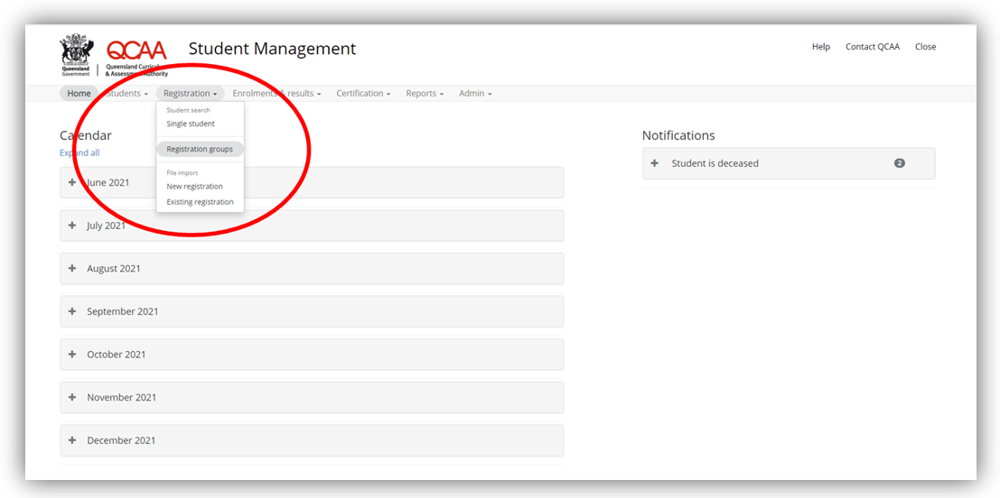 Queensland
Government
QCAA
Queensland Curriculum
& Assessment Authority
Student Management
Help Contact QCAA Close
Home Students Registration Enrolments & results Certification Reports Admin
Student search
Single student
Registration groups
File import
New registration
Existing registration
Calendar
Expand all
June 2021
July 2021
August 2021
September 2021
October 2021
November 2021
December 2021
Notifications
Student is deceased 2